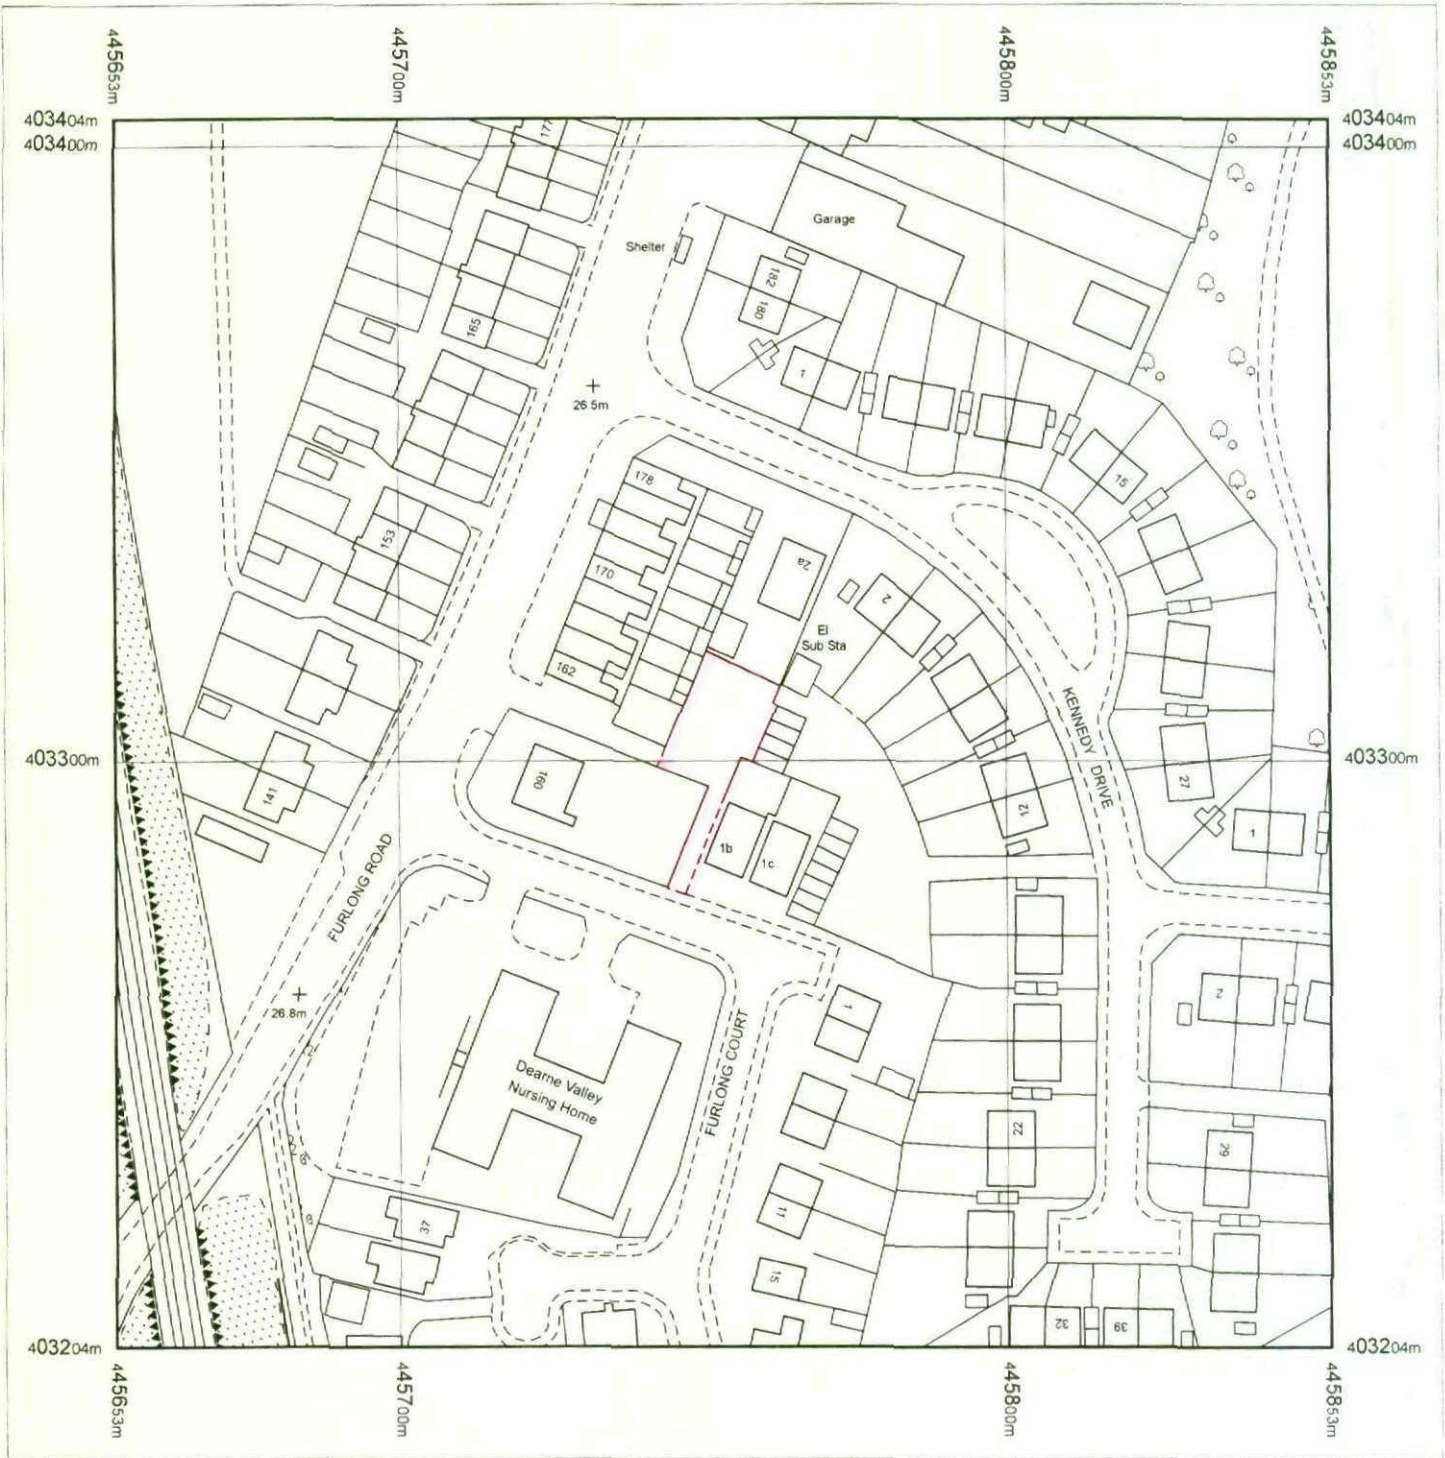 445653m
445700m
445800m
445853m
403404m
403404m
403400m
403400m
177
Garage
Shelter
182
180
165
1
26.5m
15
178
153
170
2a
2
El
Sub Sta
162
KENNEDY DRIVE
403300m
403300m
160
27
141
12
1
1b
1c
FURLONG ROAD
2
1
26.8m
FURLONG COURT
Dearne Valley
Nursing Home
22
29
11
37
15
32
39
403204m
403204m
445653m
445700m
445800m
445853m